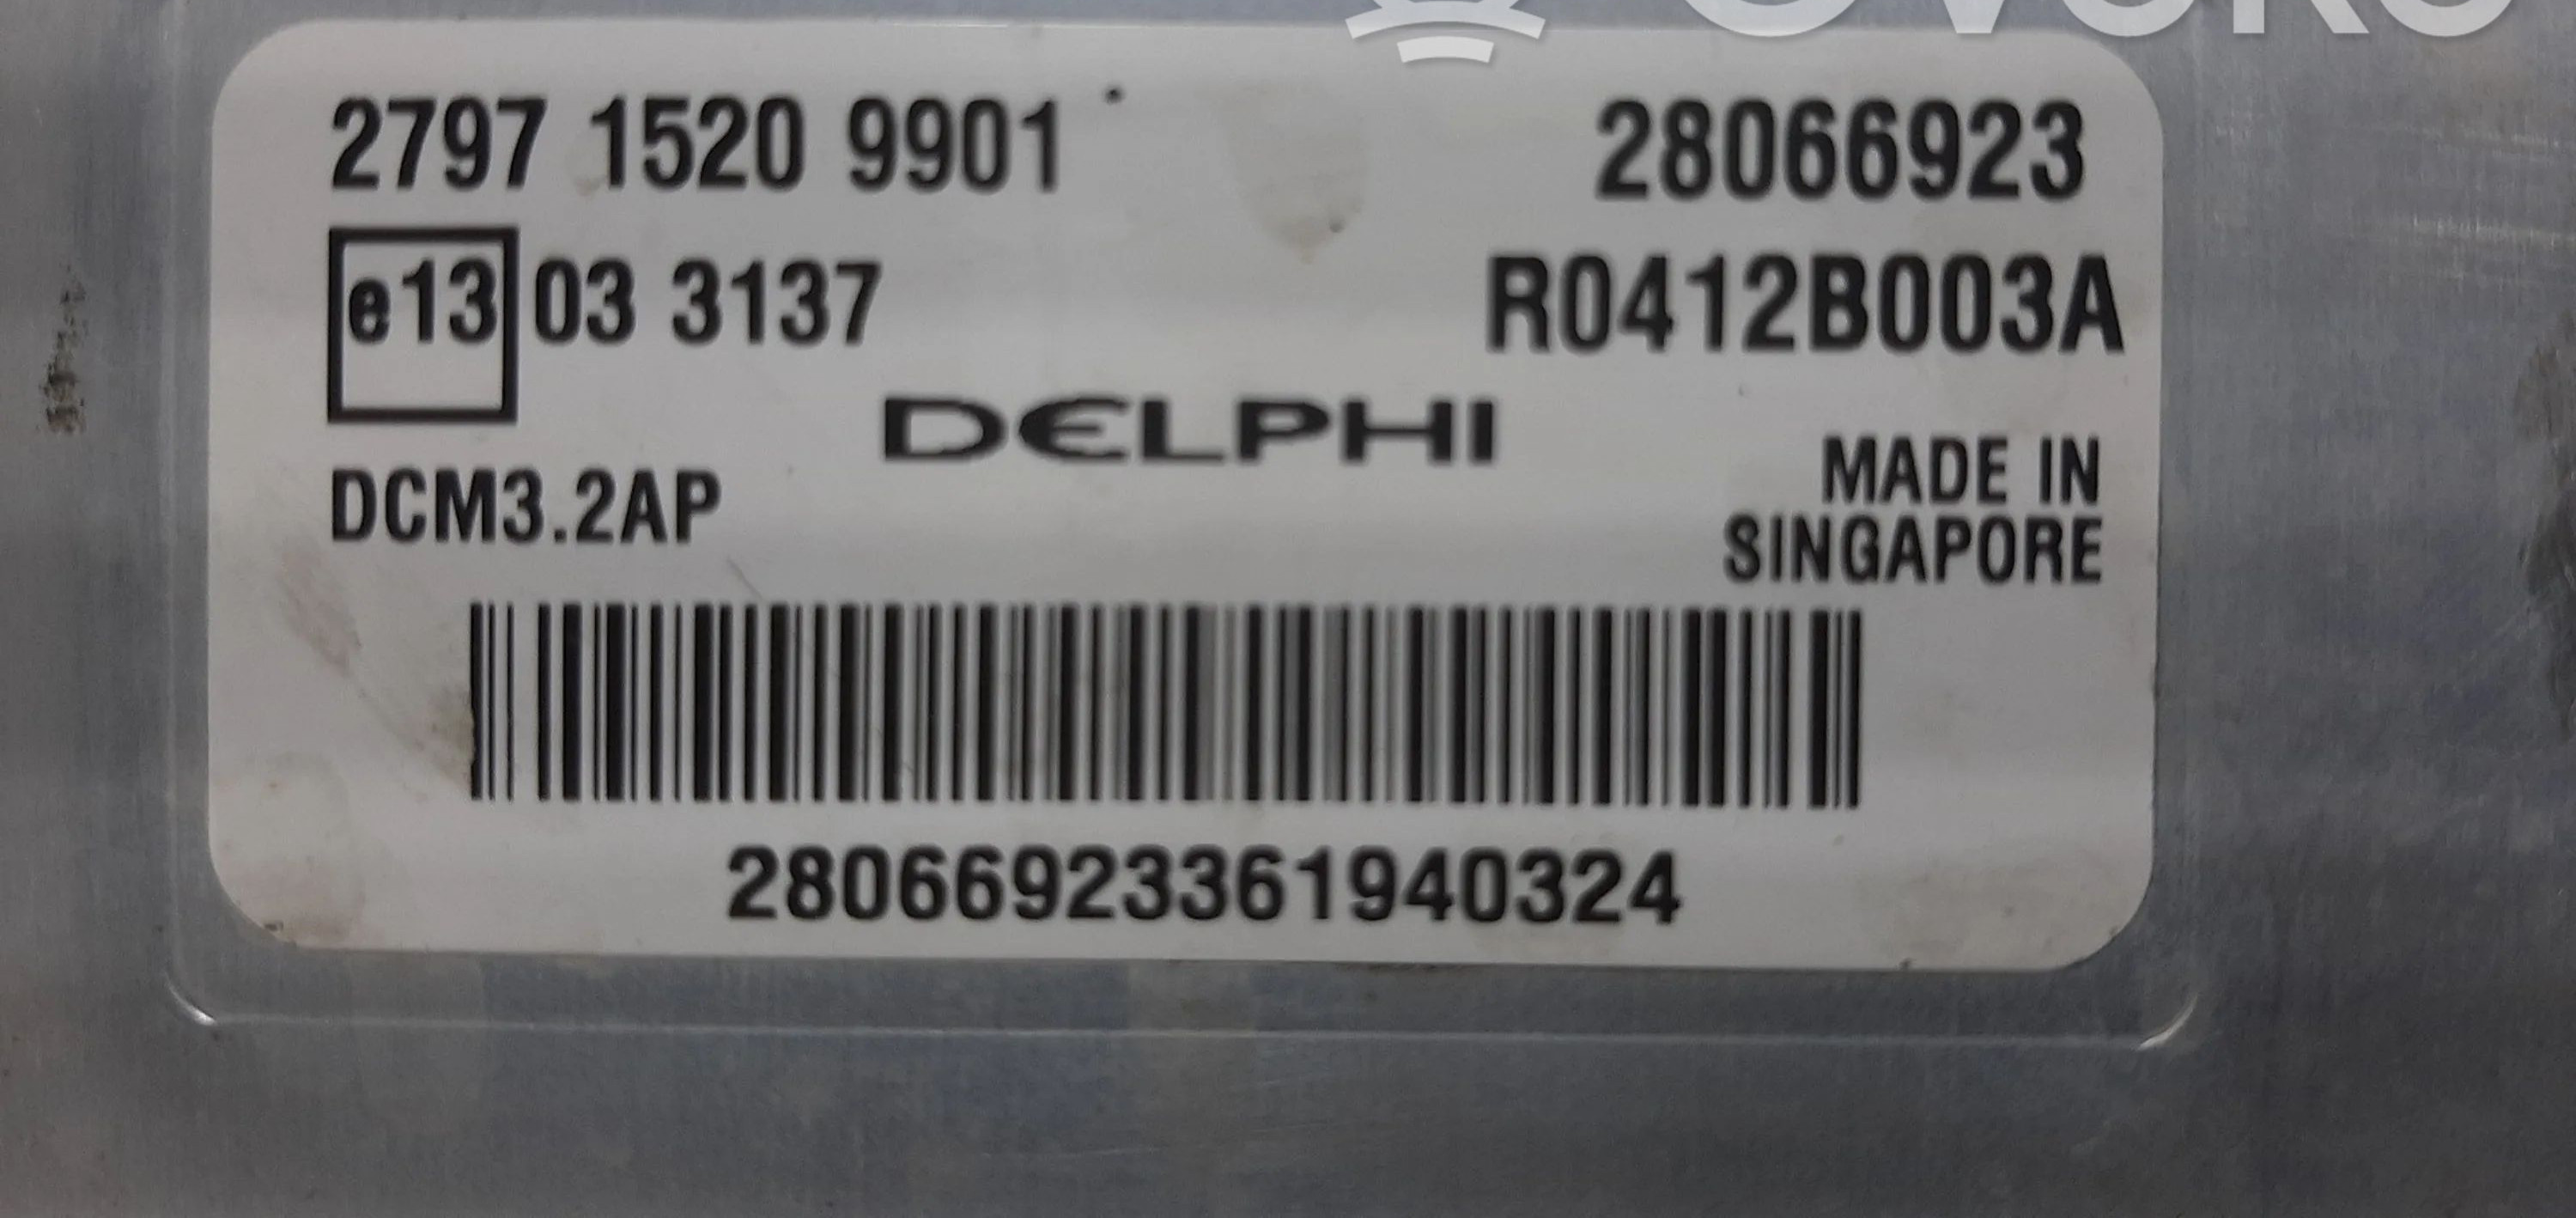 2797 1520 9901
28066923
e13 03 3137
R0412B003A
DELPHI
DCM3.2AP
MADE IN
SINGAPORE
28066923361940324